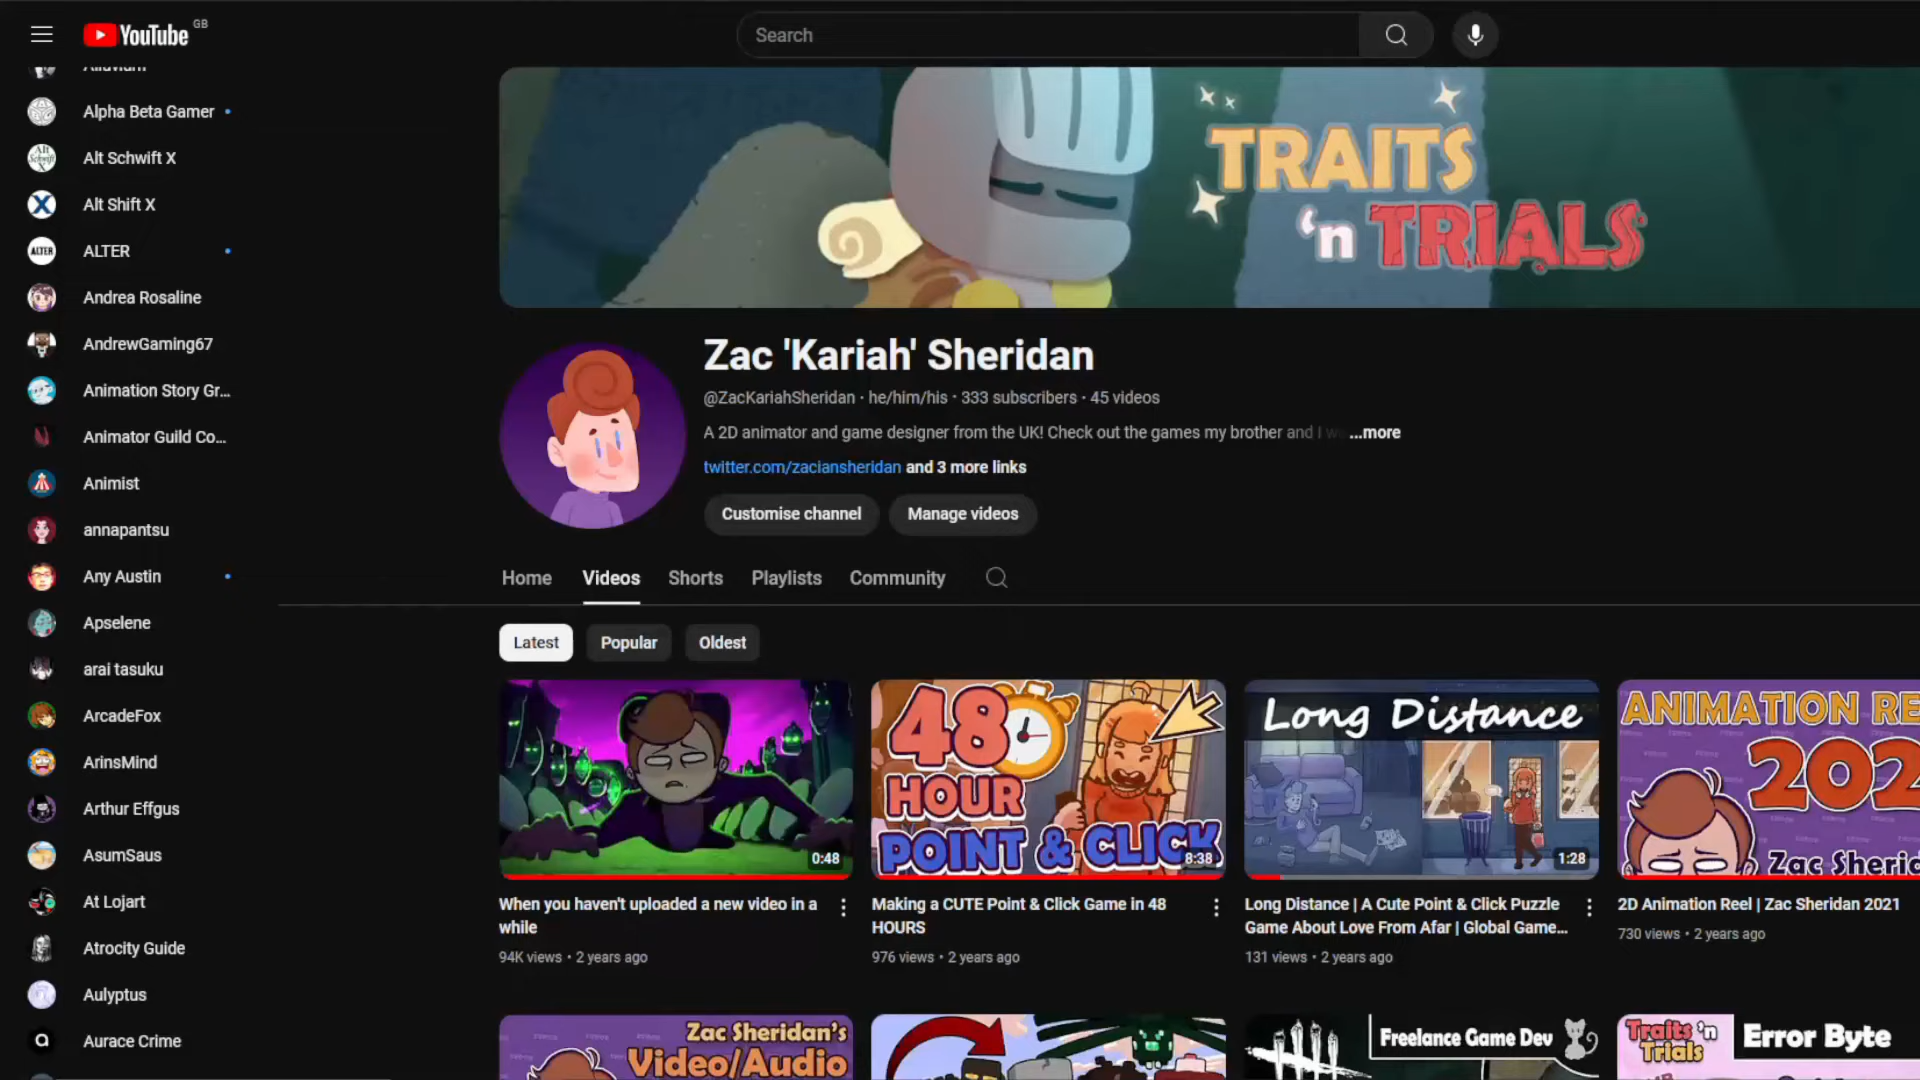 YouTube GB
Search
Alluvium
Alpha Beta Gamer
Alt Schwift X
Alt Shift X
ALTER
Andrea Rosaline
AndrewGaming67
Animation Story Gr...
Animator Guild Co...
Animist
annapantsu
Any Austin
Apselene
arai tasuku
ArcadeFox
ArinsMind
Arthur Effgus
AsumSaus
At Lojart
Atrocity Guide
Aulyptus
Aurace Crime
TRAITS
'n TRIALS
Zac 'Kariah' Sheridan
@ZacKariahSheridan · he/him/his · 333 subscribers · 45 videos
A 2D animator and game designer from the UK! Check out the games my brother and I w ...more
twitter.com/zaciansheridan and 3 more links
Customise channel
Manage videos
Home
Videos
Shorts
Playlists
Community
Latest
Popular
Oldest
0:48
When you haven't uploaded a new video in a
while
94K views • 2 years ago
48
HOUR
POINT & CLICK
8:38
Making a CUTE Point & Click Game in 48
HOURS
976 views • 2 years ago
Long Distance
1:28
Long Distance | A Cute Point & Click Puzzle
Game About Love From Afar | Global Game...
131 views • 2 years ago
ANIMATION RE
202
Zac Sherid
2D Animation Reel | Zac Sheridan 2021
730 views • 2 years ago
Zac Sheridan's
Video/Audio
Freelance Game Dev
Traits 'n
Trials
Error Byte